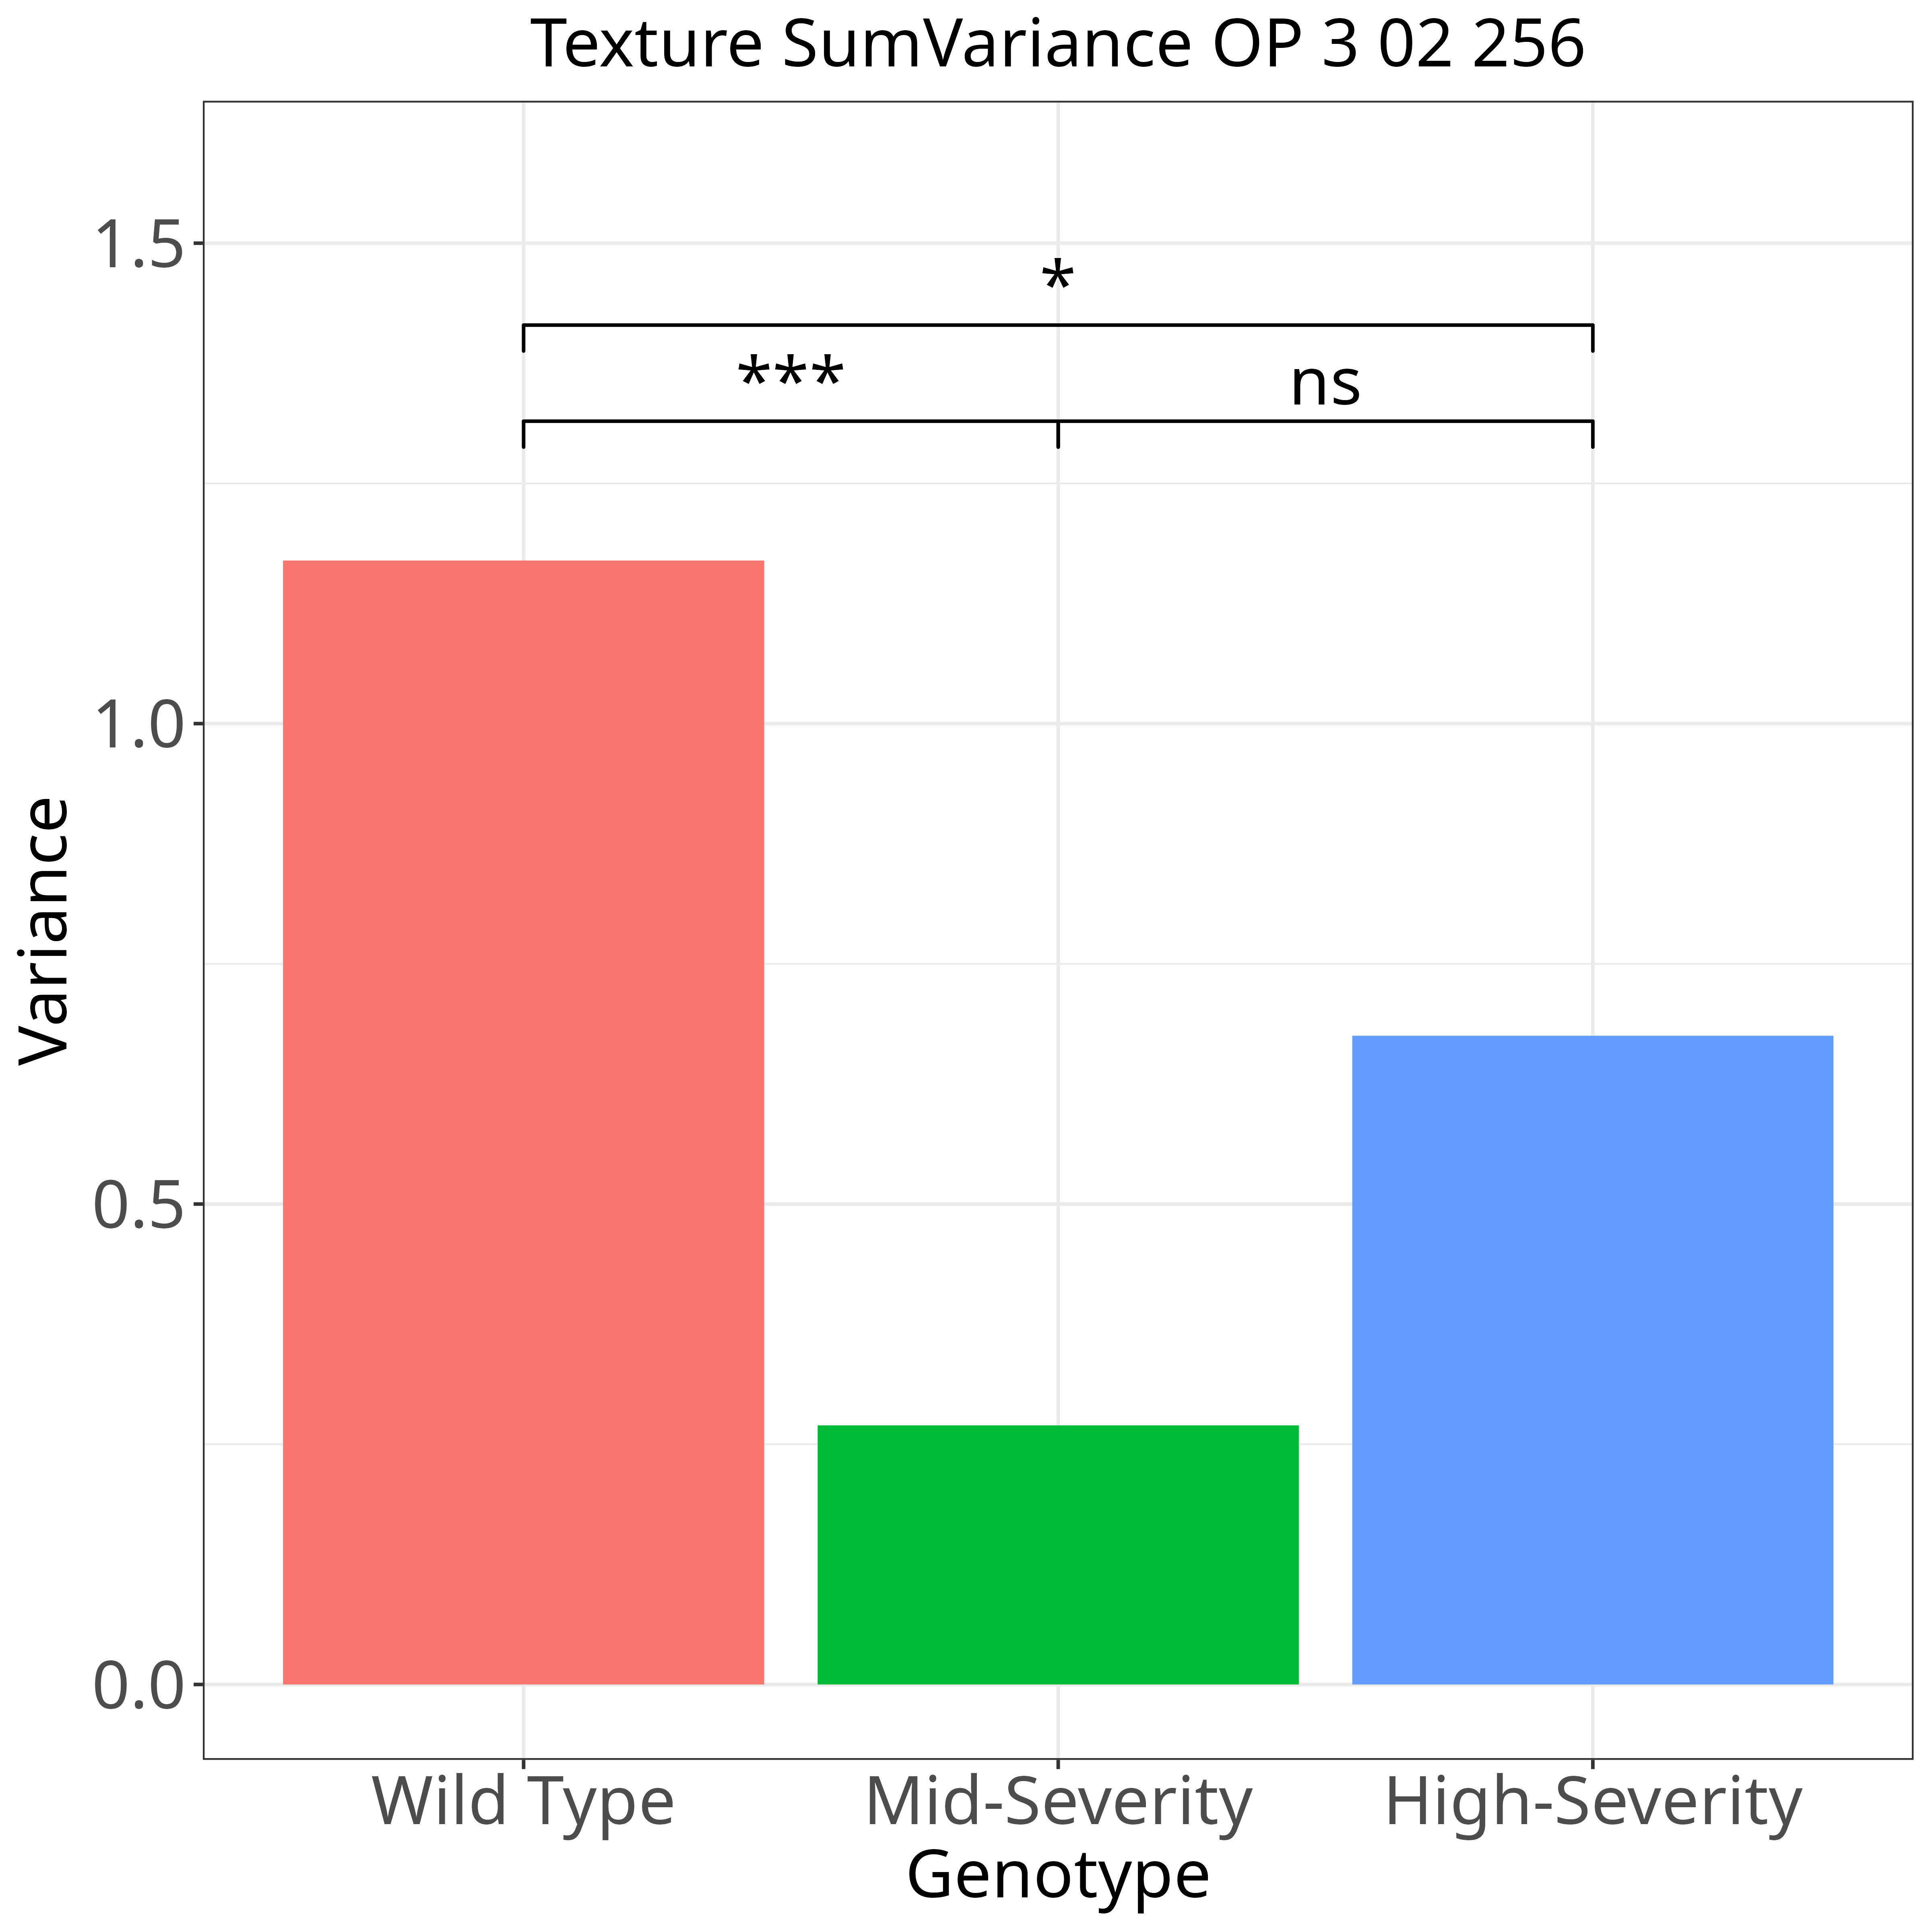 Texture SumVariance OP 3 02 256
1.5
*
***
ns
1.0
Variance
0.5
0.0
Wild Type Mid-Severity High-Severity
Genotype